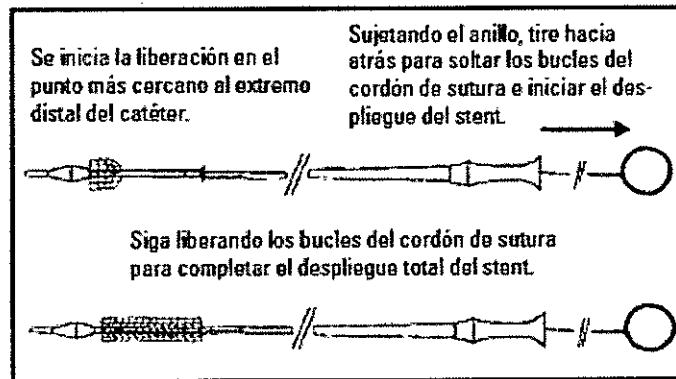 Se inicia la liberación en el
punto más cercano al extremo
distal del catéter.
Sujetando el anillo, tire hacia
atrás para soltar los bucles del
cordón de sutura e iniciar el des-
pliegue del stent.
Siga liberando los bucles del cordón de sutura
para completar el despliegue total del stent.